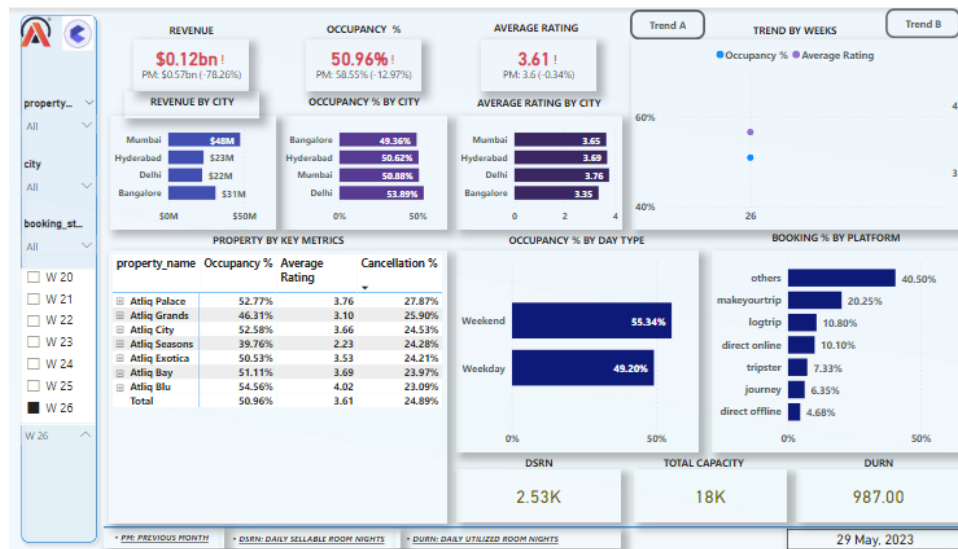 Trend A
Trend B
REVENUE
OCCUPANCY %
AVERAGE RATING
TREND BY WEEKS
$0.12bn !
PM: $0.57bn (-78.26%)
50.96% !
PM: 58.55% (-12.97%)
3.61 !
PM: 3.6 (-0.34%)
Occupancy % Average Rating
60%
40%
4
3
26
REVENUE BY CITY
Mumbai $48M
Hyderabad $23M
Delhi $22M
Bangalore $31M
$0M $50M
OCCUPANCY % BY CITY
Bangalore 49.36%
Hyderabad 50.62%
Mumbai 50.88%
Delhi 53.89%
0% 50%
AVERAGE RATING BY CITY
Mumbai 3.65
Hyderabad 3.69
Delhi 3.76
Bangalore 3.35
0 2 4
property_...
All
city
All
booking_st...
All
W 20
W 21
W 22
W 23
W 24
W 25
W 26
W 26
PROPERTY BY KEY METRICS
property_name Occupancy % Average Rating Cancellation %
Atliq Palace 52.77% 3.76 27.87%
Atliq Grands 46.31% 3.10 25.90%
Atliq City 52.58% 3.66 24.53%
Atliq Seasons 39.76% 2.23 24.28%
Atliq Exotica 50.53% 3.53 24.21%
Atliq Bay 51.11% 3.69 23.97%
Atliq Blu 54.56% 4.02 23.09%
Total 50.96% 3.61 24.89%
OCCUPANCY % BY DAY TYPE
Weekend 55.34%
Weekday 49.20%
0% 50%
BOOKING % BY PLATFORM
others 40.50%
makeyourtrip 20.25%
logtrip 10.80%
direct online 10.10%
tripster 7.33%
journey 6.35%
direct offline 4.68%
0% 50%
DSRN
2.53K
TOTAL CAPACITY
18K
DURN
987.00
• PM: PREVIOUS MONTH
• DSRN: DAILY SELLABLE ROOM NIGHTS
• DURN: DAILY UTILIZED ROOM NIGHTS
29 May, 2023